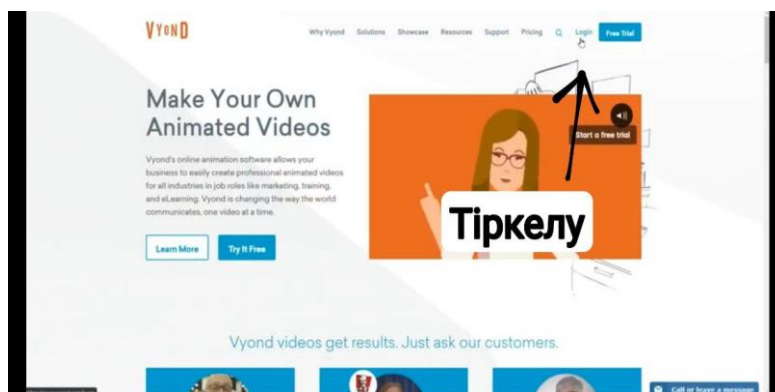 VYOND
Why Vyond Solutions Showcase Resources Support Pricing Login Free Trial
Make Your Own
Animated Videos
Vyond's online animation software allows your
business to easily create professional animated videos
for all industries in job roles like marketing, training,
and eLearning. Vyond is changing the way the world
communicates, one video at a time.
Learn More Try It Free
Start a free trial
Тіркелу
Vyond videos get results. Just ask our customers.
Call or leave a message